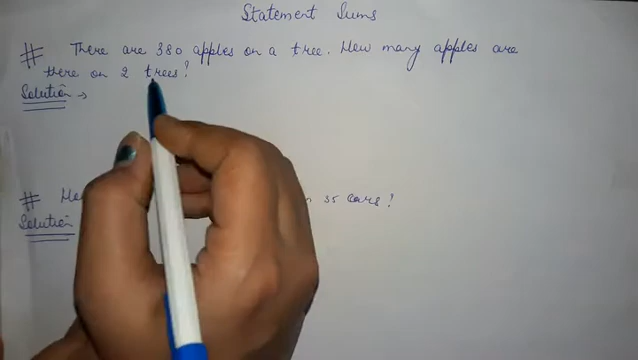 Statement Sums
# There are 380 apples on a tree. How many apples are
there on 2 trees?
Solution →
# 35 cars?
Solution